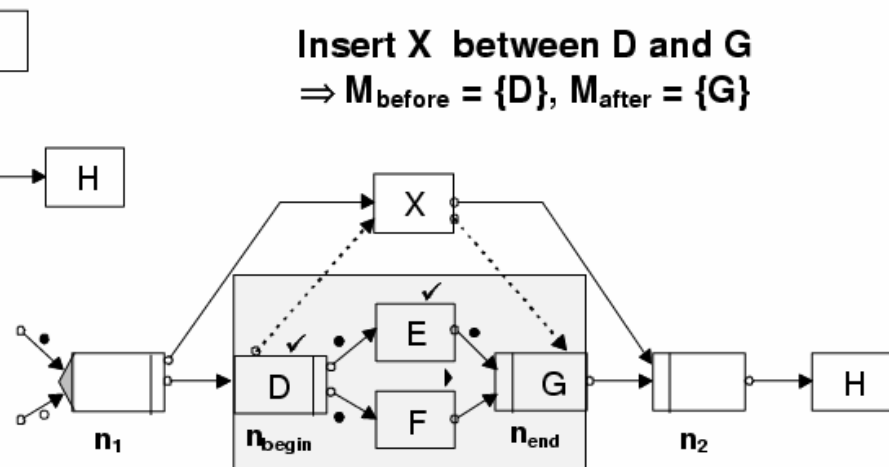 Insert X between D and G
⇒ Mbefore = {D}, Mafter = {G}
H
X
E
D
G
H
F
n1
nbegin
nend
n2